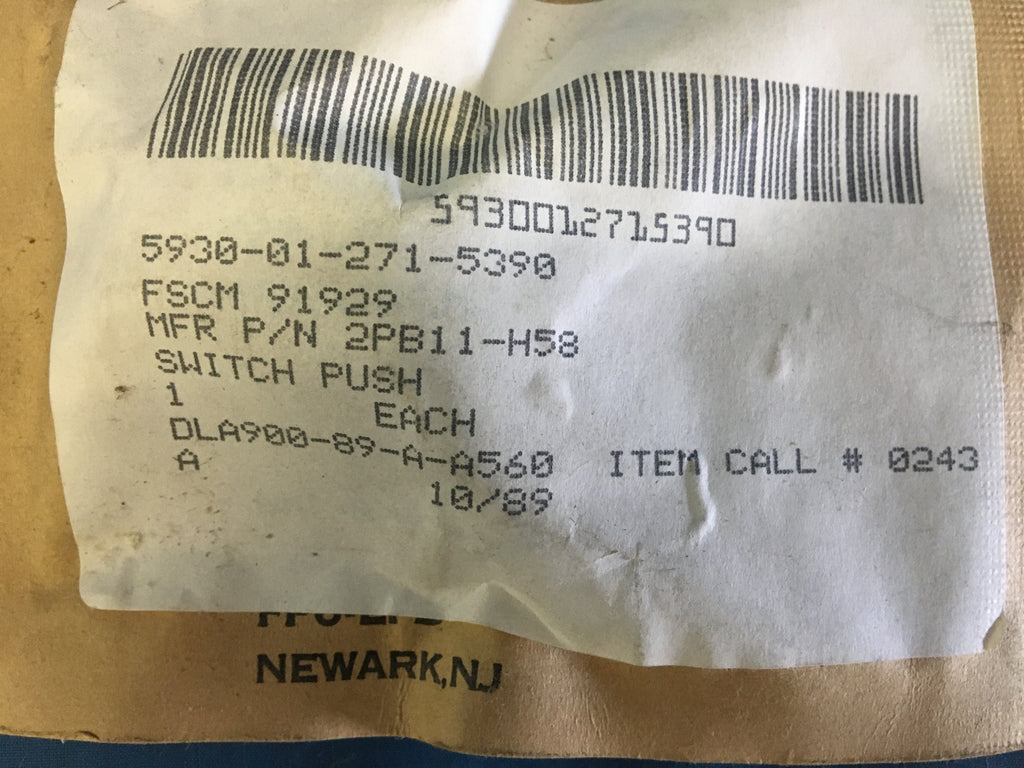 5930012715390
5930-01-271-5390
FSCM 91929
MFR P/N 2PB11-H58
SWITCH PUSH
1 EACH
DLA900-89-A-A560 ITEM CALL # 0243
A 10/89
NEWARK,NJ